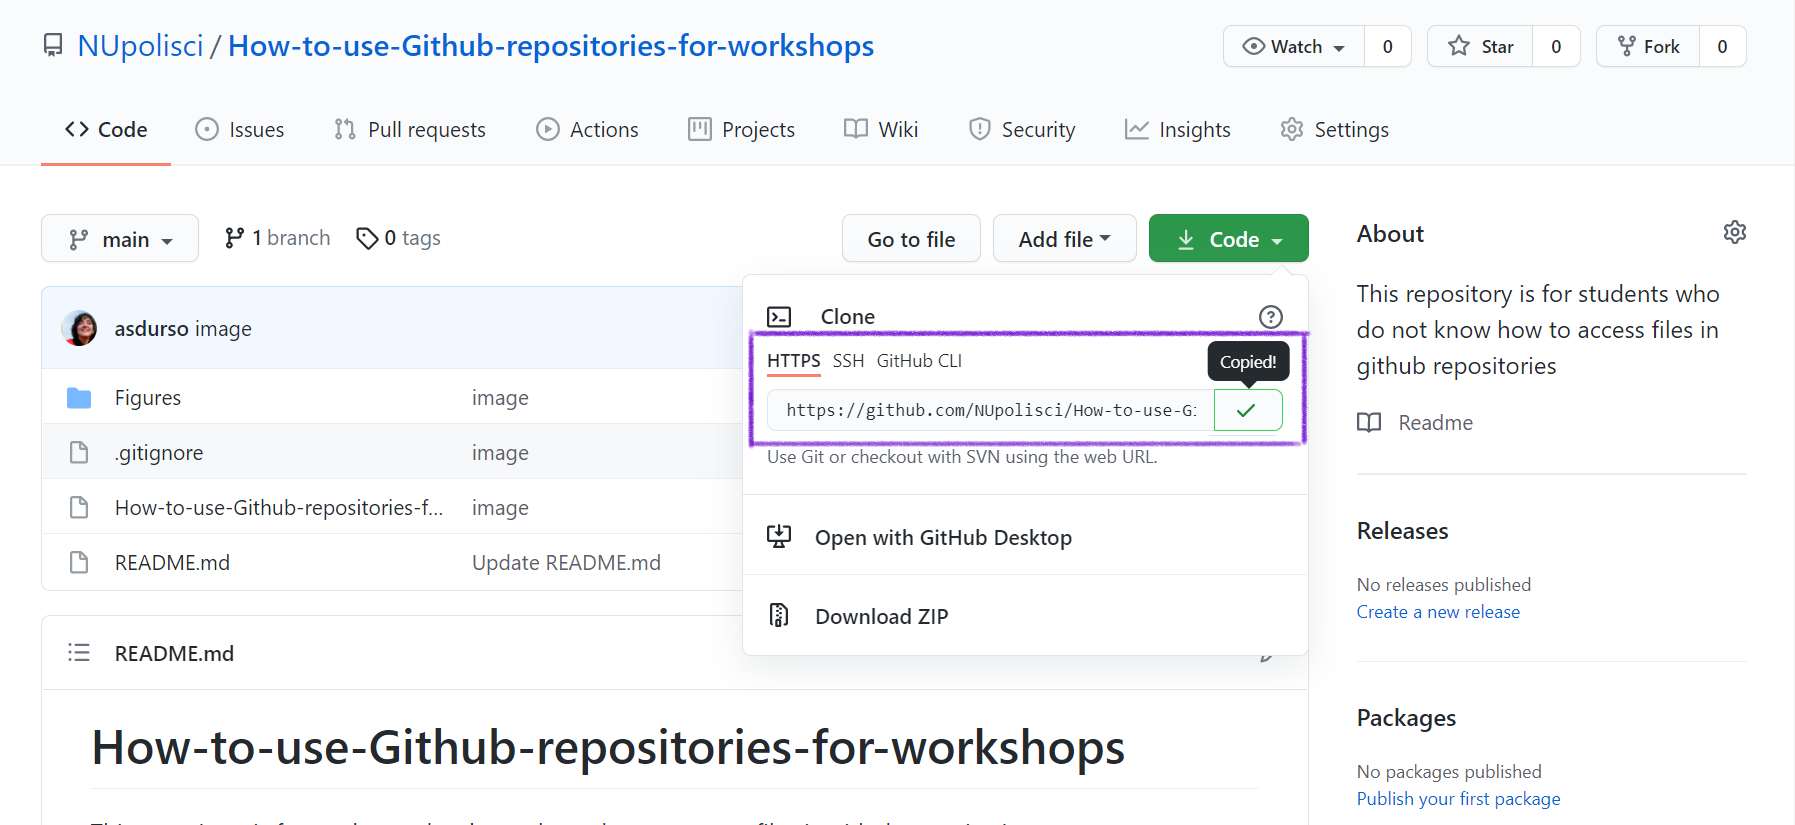 NUpolisci / How-to-use-Github-repositories-for-workshops
Watch 0 Star 0 Fork 0
Code Issues Pull requests Actions Projects Wiki Security Insights Settings
main 1 branch 0 tags Go to file Add file Code
asdurso image
Figures image
.gitignore image
How-to-use-Github-repositories-f... image
README.md Update README.md
Clone
HTTPS SSH GitHub CLI
Copied!
https://github.com/NUpolisci/How-to-use-Gi
Use Git or checkout with SVN using the web URL.
Open with GitHub Desktop
Download ZIP
README.md
How-to-use-Github-repositories-for-workshops
About
This repository is for students who
do not know how to access files in
github repositories
Readme
Releases
No releases published
Create a new release
Packages
No packages published
Publish your first package